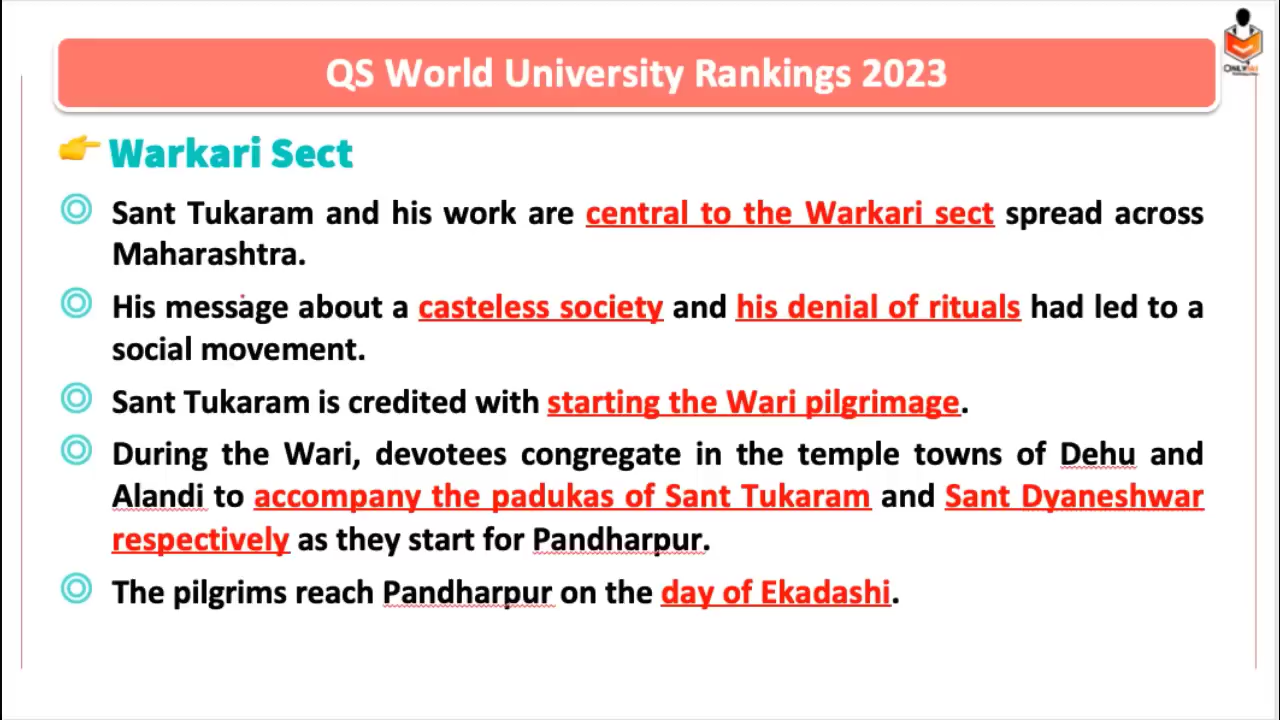 QS World University Rankings 2023
Warkari Sect
Sant Tukaram and his work are central to the Warkari sect spread across
Maharashtra.
His message about a casteless society and his denial of rituals had led to a
social movement.
Sant Tukaram is credited with starting the Wari pilgrimage.
During the Wari, devotees congregate in the temple towns of Dehu and
Alandi to accompany the padukas of Sant Tukaram and Sant Dyaneshwar
respectively as they start for Pandharpur.
The pilgrims reach Pandharpur on the day of Ekadashi.